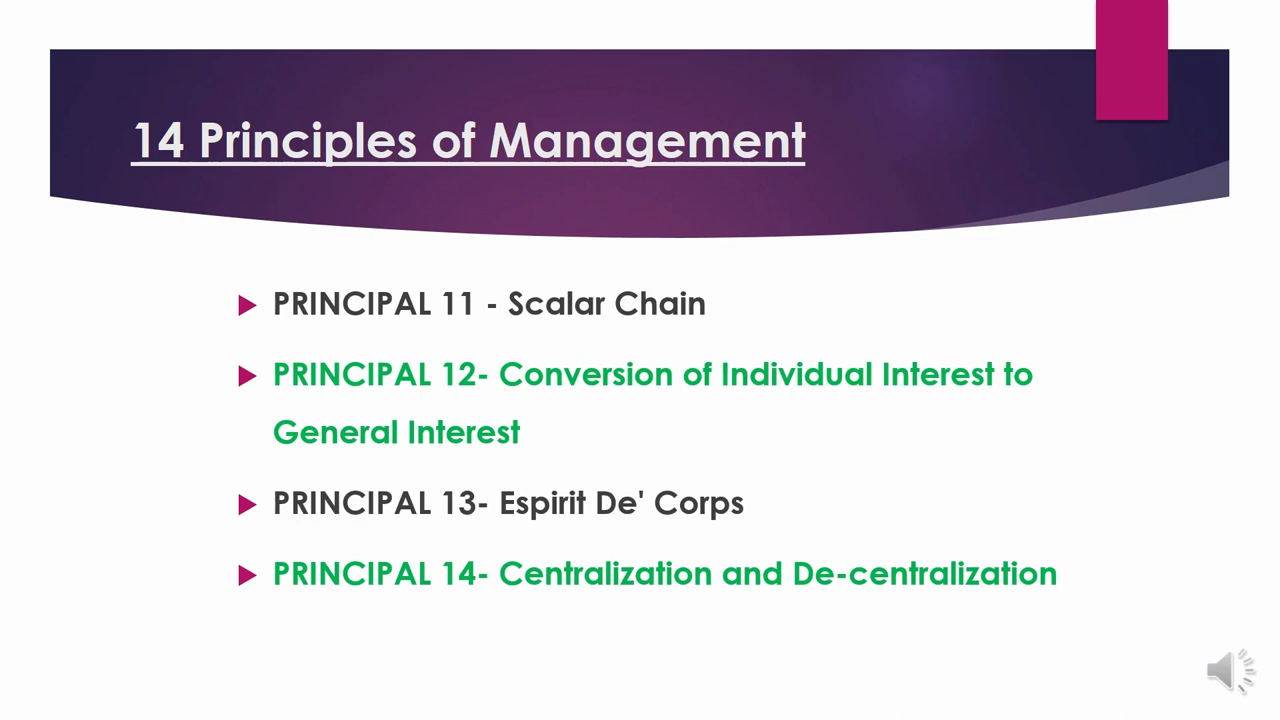 14 Principles of Management
PRINCIPAL 11 - Scalar Chain
PRINCIPAL 12- Conversion of Individual Interest to
General Interest
PRINCIPAL 13- Espirit De' Corps
PRINCIPAL 14- Centralization and De-centralization